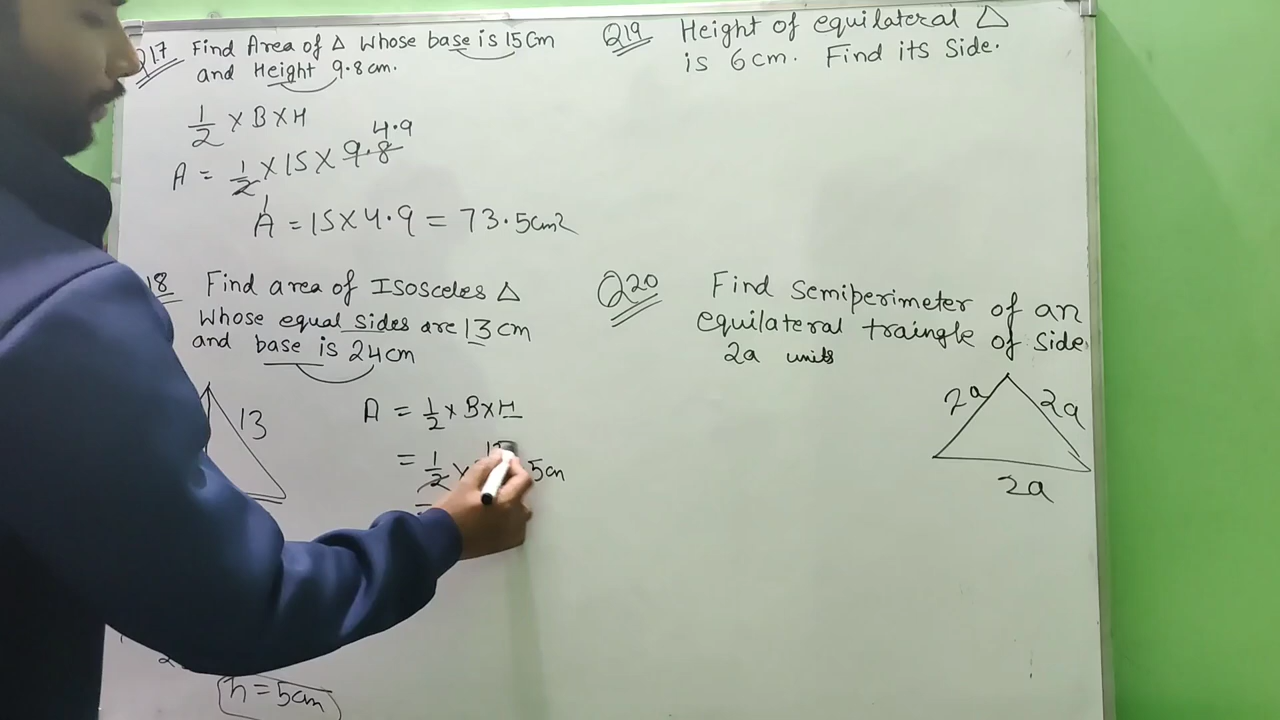 Q17 Find Area of △ whose base is 15cm
and Height 9.8cm.
1/2 × B × H
4.9
A = 1/2 × 15 × 9.8
1
A = 15×4.9 = 73.5cm2
18 Find area of Isosceles △
whose equal sides are 13cm
and base is 24cm
13
A = 1/2 × B×H
= 1/2 × 5cm
=
h = 5cm
Q19 Height of equilateral △
is 6cm. Find its side.
Q20 Find semiperimeter of an
equilateral traingle of side
2a units
2a 2a
2a